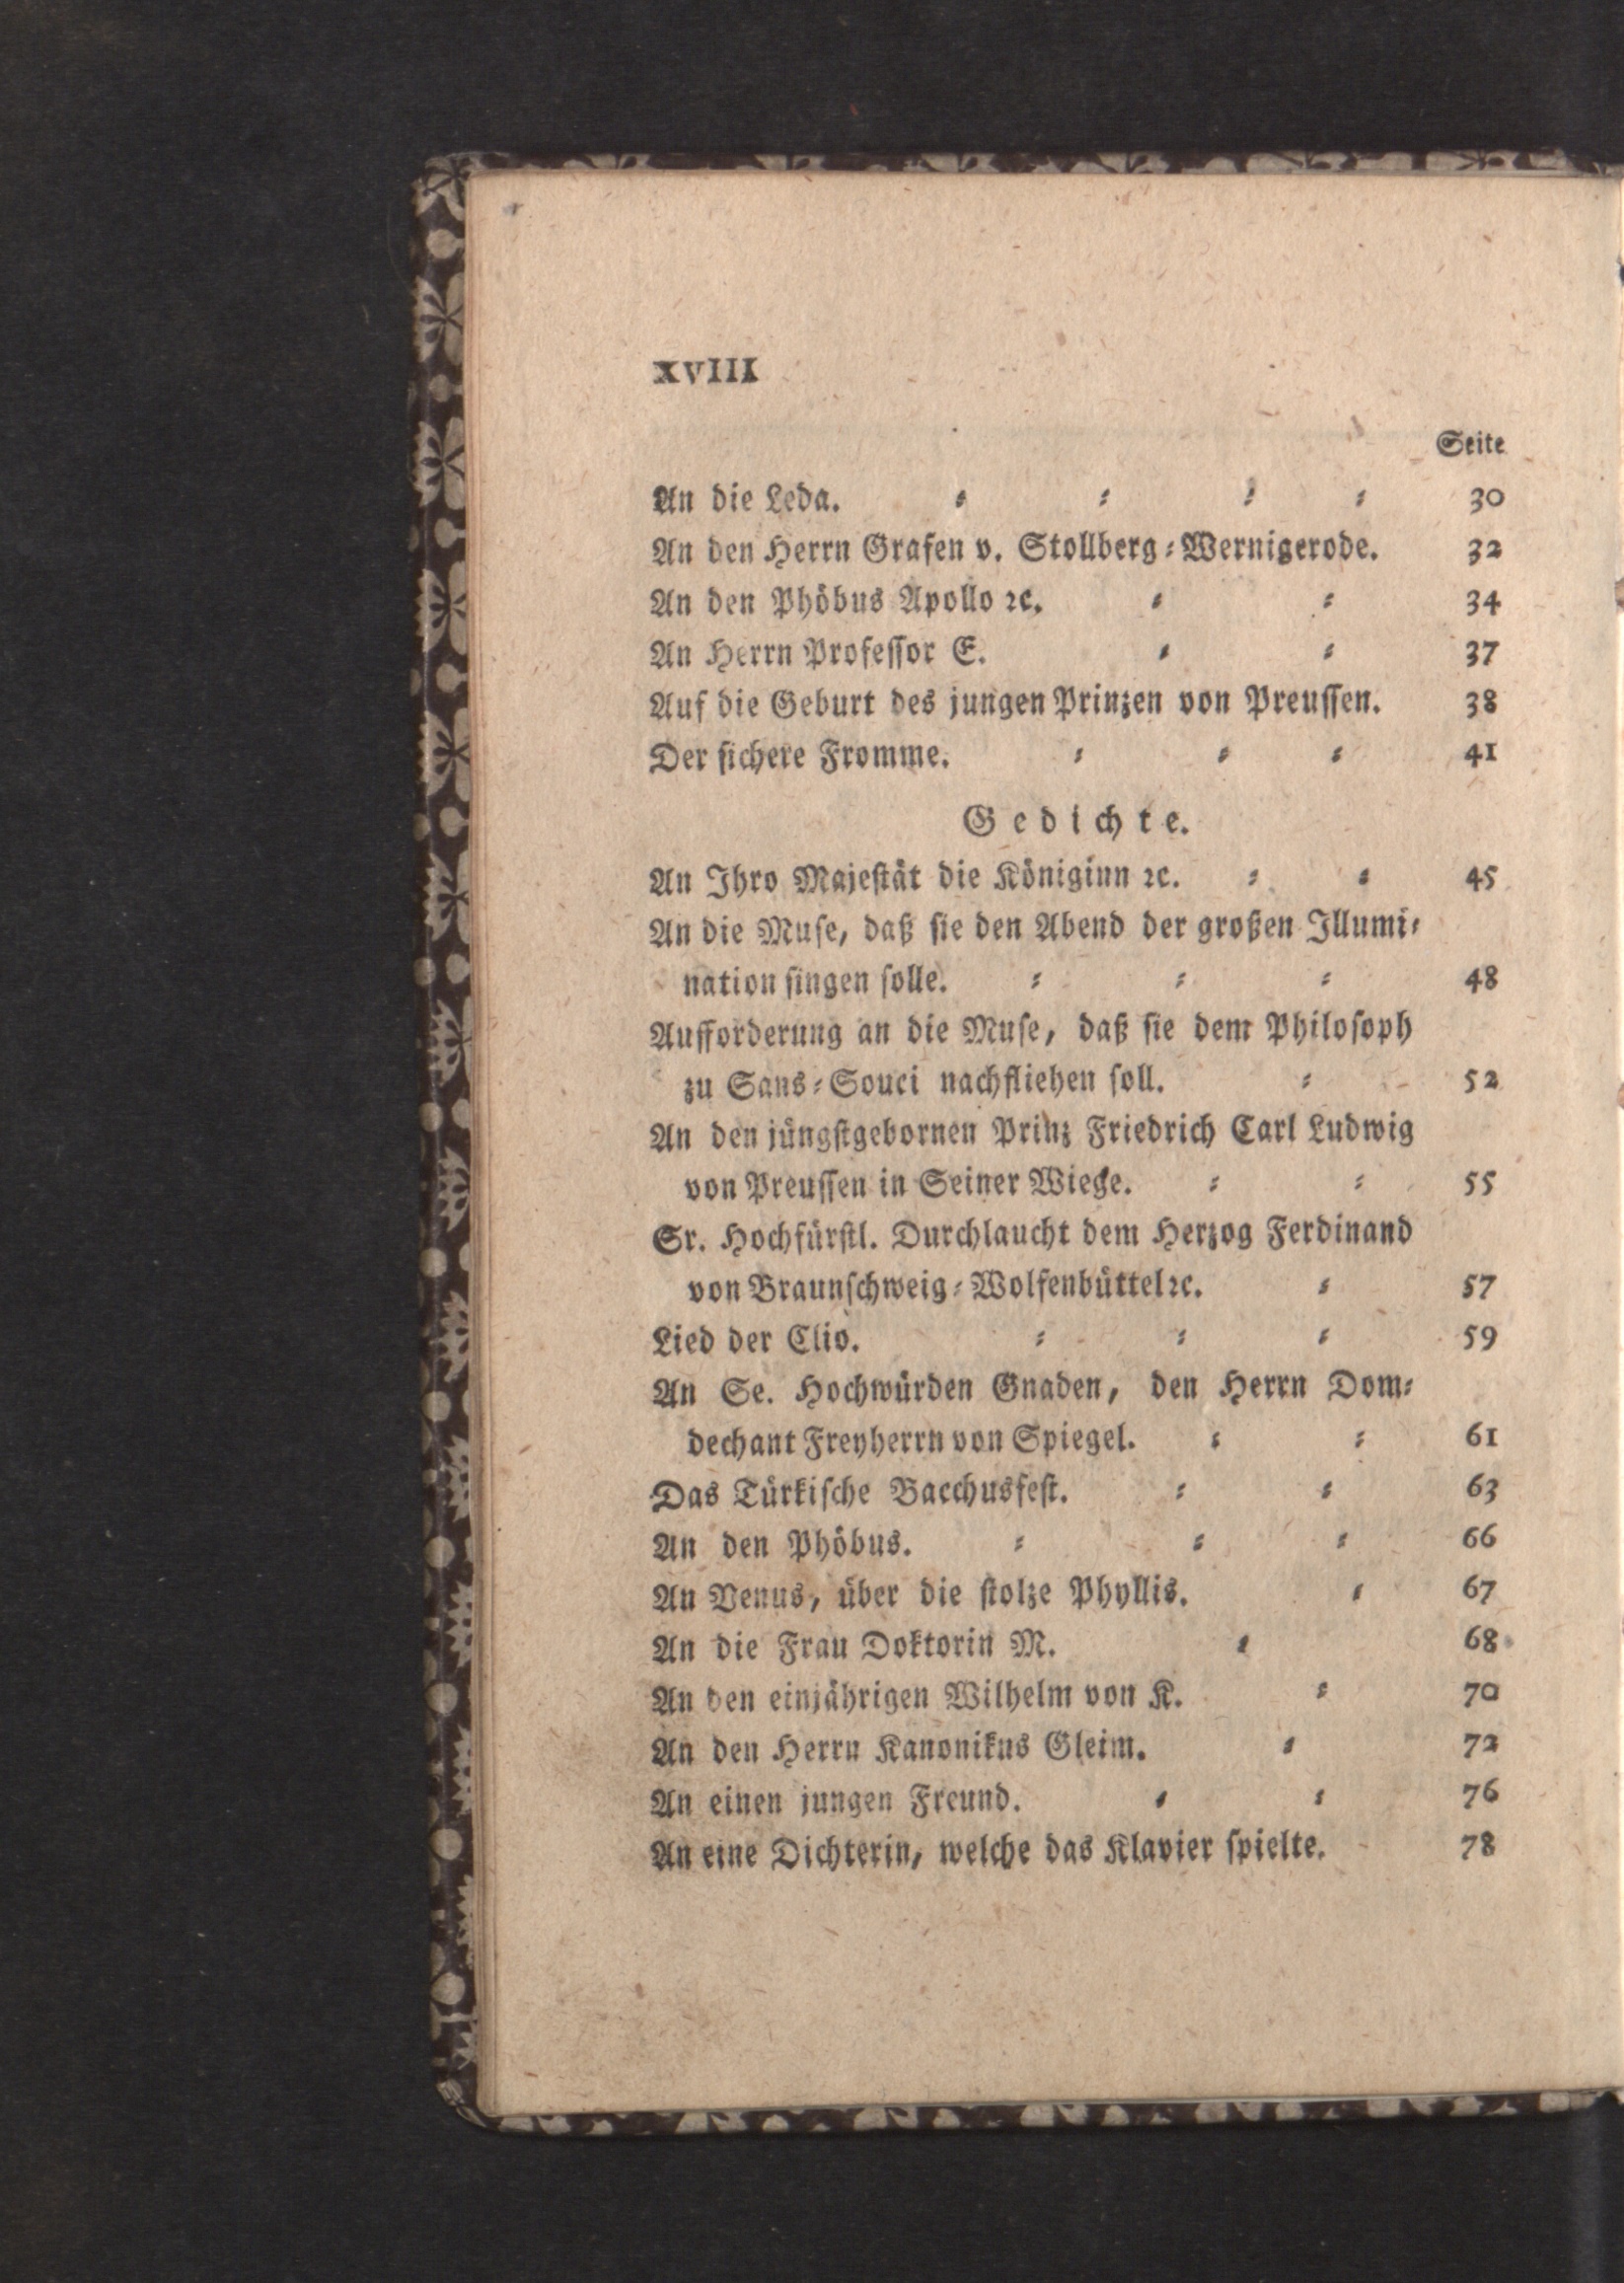 XVIII
Seite
An die Leda. ⸗ ⸗ ⸗ ⸗ 30
An den Herrn Grafen v. Stollberg⸗Wernigerode. 32
An den Phöbus Apollo ꝛc. ⸗ ⸗ 34
An Herrn Professor E. ⸗ ⸗ 37
Auf die Geburt des jungen Prinzen von Preussen. 38
Der sichere Fromme. ⸗ ⸗ ⸗ 41
Gedichte.
An Ihro Majestät die Königinn ꝛc. ⸗ ⸗ 45
An die Muse, daß sie den Abend der großen Illumi⸗
nation singen solle. ⸗ ⸗ ⸗ 48
Aufforderung an die Muse, daß sie dem Philosoph
zu Sans⸗Souci nachfliehen soll. ⸗ 52
An den jüngstgebornen Prinz Friedrich Carl Ludwig
von Preussen in Seiner Wiege. ⸗ ⸗ 55
Sr. Hochfürstl. Durchlaucht dem Herzog Ferdinand
von Braunschweig⸗Wolfenbüttel ꝛc. ⸗ 57
Lied der Clio. ⸗ ⸗ ⸗ 59
An Se. Hochwürden Gnaden, den Herrn Dom⸗
dechant Freyherrn von Spiegel. ⸗ ⸗ 61
Das Türkische Bacchusfest. ⸗ ⸗ 63
An den Phöbus. ⸗ ⸗ ⸗ 66
An Venus, über die stolze Phyllis. ⸗ 67
An die Frau Doktorin M. ⸗ 68
An den einjährigen Wilhelm von K. ⸗ 70
An den Herrn Kanonikus Gleim. ⸗ 72
An einen jungen Freund. ⸗ ⸗ 76
An eine Dichterin, welche das Klavier spielte. 78